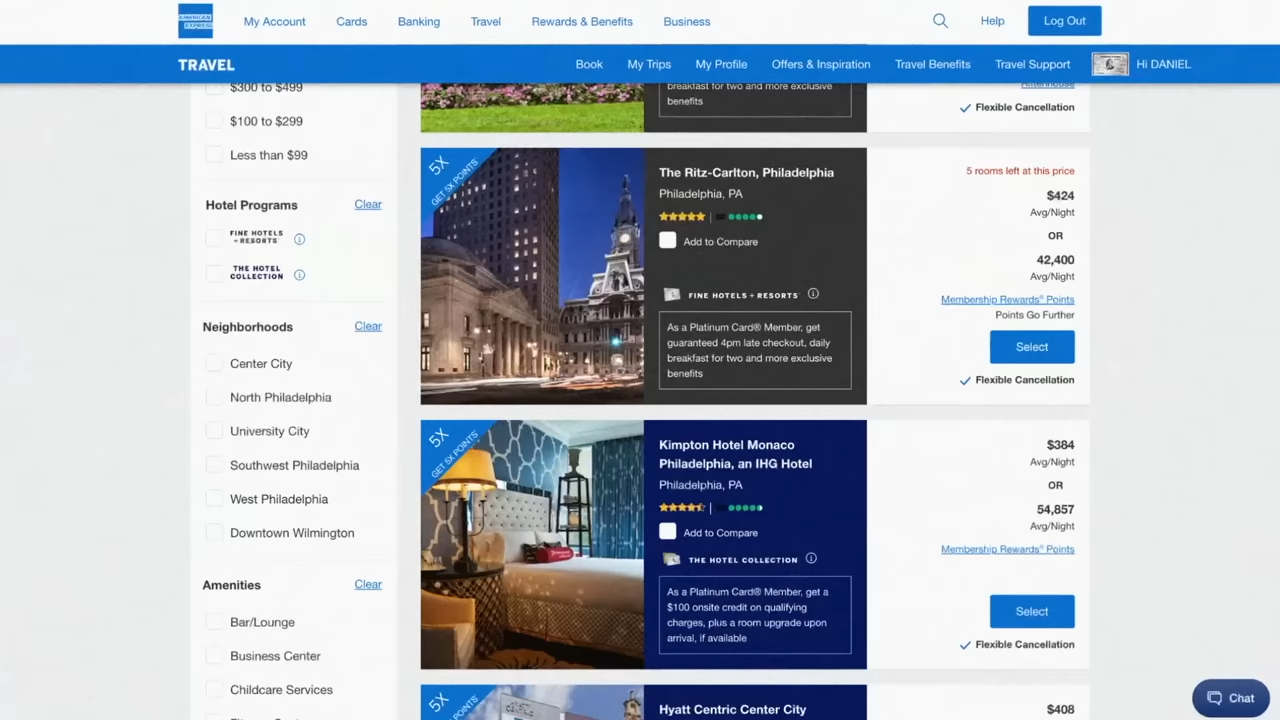 AMERICAN
EXPRESS
My Account
Cards
Banking
Travel
Rewards & Benefits
Business
Help
Log Out
TRAVEL
Book
My Trips
My Profile
Offers & Inspiration
Travel Benefits
Travel Support
Hi DANIEL
$300 to $499
$100 to $299
Less than $99
Hotel Programs
Clear
FINE HOTELS
+ RESORTS
THE HOTEL
COLLECTION
Neighborhoods
Clear
Center City
North Philadelphia
University City
Southwest Philadelphia
West Philadelphia
Downtown Wilmington
Amenities
Clear
Bar/Lounge
Business Center
Childcare Services
breakfast for two and more exclusive
benefits
Flexible Cancellation
5X
GET 5X POINTS
The Ritz-Carlton, Philadelphia
Philadelphia, PA
Add to Compare
FINE HOTELS + RESORTS
As a Platinum Card® Member, get
guaranteed 4pm late checkout, daily
breakfast for two and more exclusive
benefits
5 rooms left at this price
$424
Avg/Night
OR
42,400
Avg/Night
Membership Rewards® Points
Points Go Further
Select
Flexible Cancellation
5X
GET 5X POINTS
Kimpton Hotel Monaco
Philadelphia, an IHG Hotel
Philadelphia, PA
Add to Compare
THE HOTEL COLLECTION
As a Platinum Card® Member, get a
$100 onsite credit on qualifying
charges, plus a room upgrade upon
arrival, if available
$384
Avg/Night
OR
54,857
Avg/Night
Membership Rewards® Points
Select
Flexible Cancellation
5X
GET 5X POINTS
Hyatt Centric Center City
$408
Chat